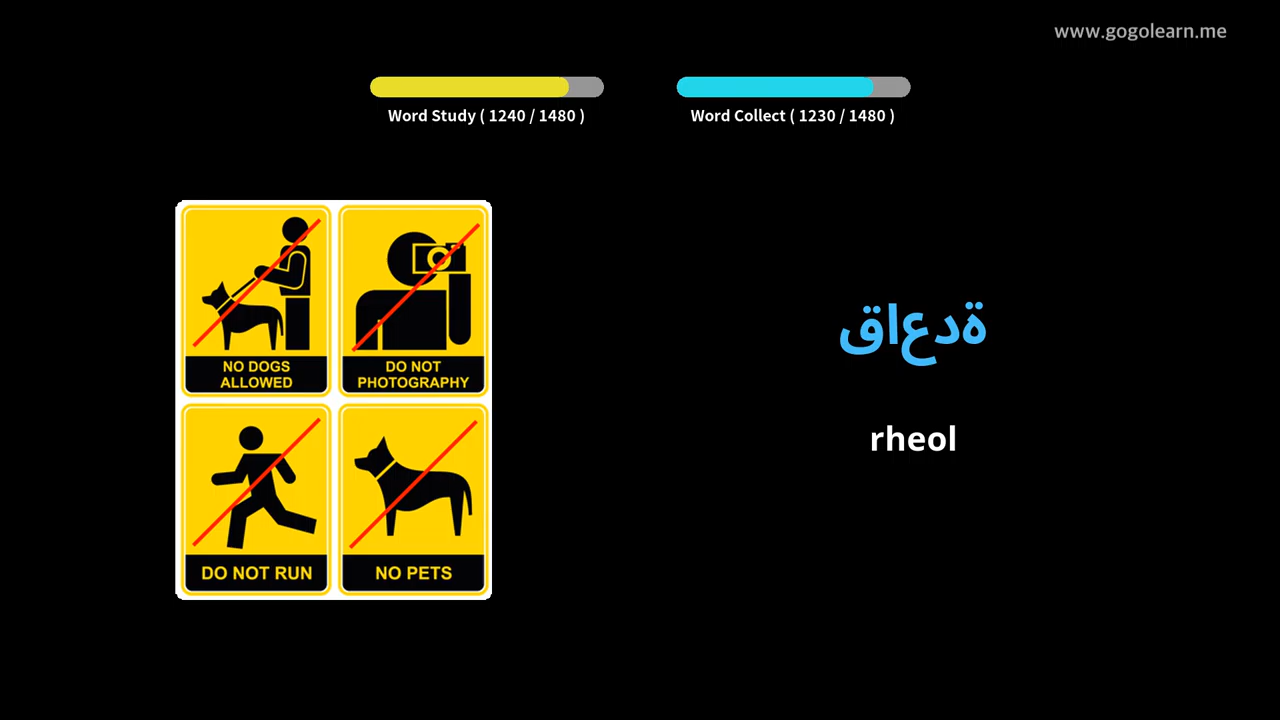 www.gogolearn.me
Word Study ( 1240 / 1480 )
Word Collect ( 1230 / 1480 )
NO DOGS
ALLOWED
DO NOT
PHOTOGRAPHY
DO NOT RUN
NO PETS
ةدعاق
rheol